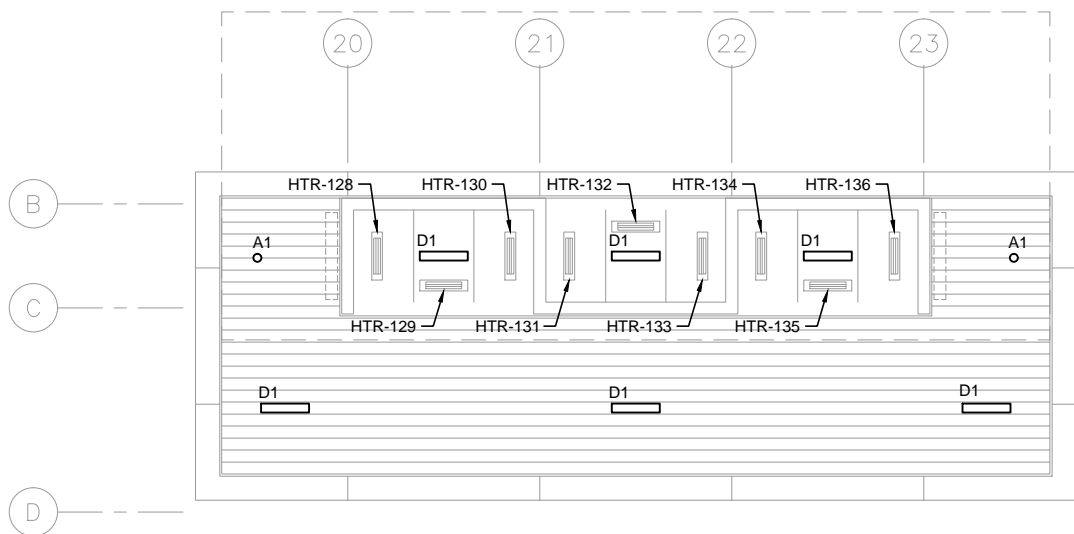 20 21 22 23
B
HTR-128 HTR-130 HTR-132 HTR-134 HTR-136
A1 D1 D1 D1 A1
C
HTR-129 HTR-131 HTR-133 HTR-135
D1 D1 D1
D